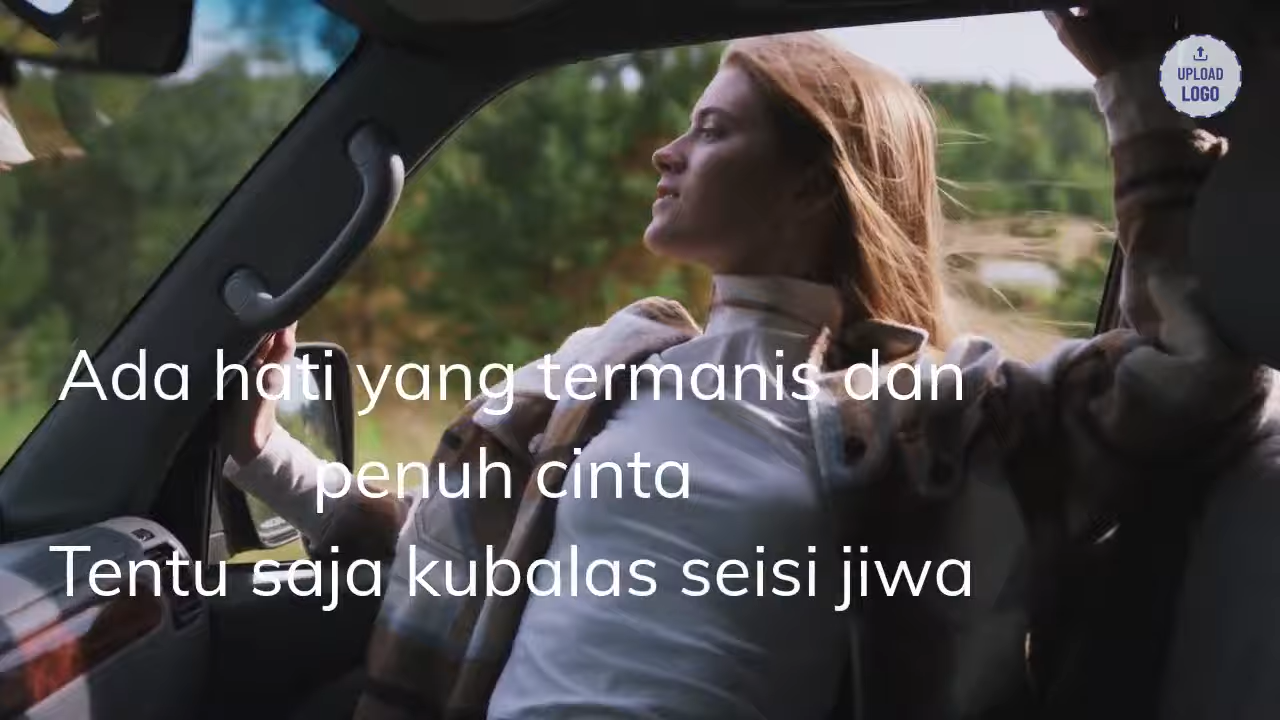 UPLOAD
LOGO
Ada hati yang termanis dan
penuh cinta
Tentu saja kubalas seisi jiwa